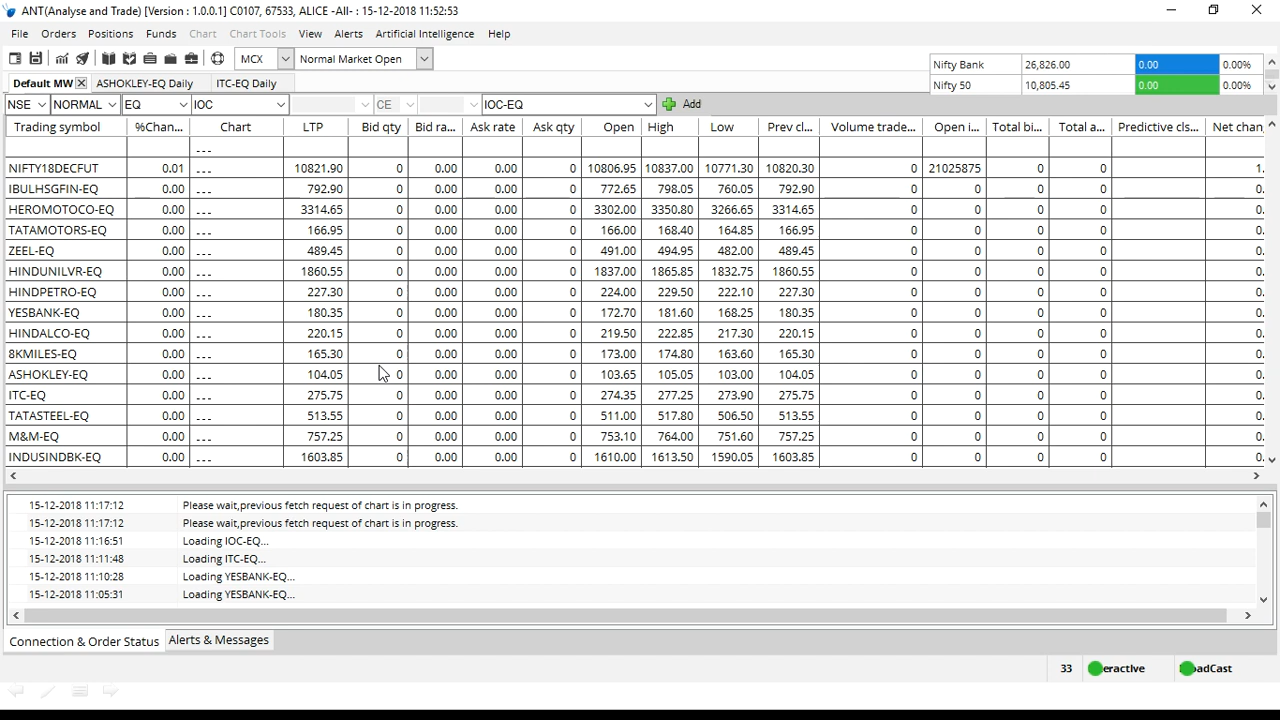 ANT(Analyse and Trade) [Version : 1.0.0.1] C0107, 67533, ALICE -All- : 15-12-2018 11:52:53
File Orders Positions Funds Chart Chart Tools View Alerts Artificial Intelligence Help
MCX Normal Market Open
Nifty Bank 26,826.00 0.00 0.00%
Nifty 50 10,805.45 0.00 0.00%
Default MW ASHOKLEY-EQ Daily ITC-EQ Daily
NSE NORMAL EQ IOC CE IOC-EQ Add
Trading symbol %Chan... Chart LTP Bid qty Bid ra... Ask rate Ask qty Open High Low Prev cl... Volume trade... Open i... Total bi... Total a... Predictive cls... Net chan
...
NIFTY18DECFUT 0.01 ... 10821.90 0 0.00 0.00 0 10806.95 10837.00 10771.30 10820.30 0 21025875 0 0 1.
IBULHSGFIN-EQ 0.00 ... 792.90 0 0.00 0.00 0 772.65 798.05 760.05 792.90 0 0 0 0 0.
HEROMOTOCO-EQ 0.00 ... 3314.65 0 0.00 0.00 0 3302.00 3350.80 3266.65 3314.65 0 0 0 0 0.
TATAMOTORS-EQ 0.00 ... 166.95 0 0.00 0.00 0 166.00 168.40 164.85 166.95 0 0 0 0 0.
ZEEL-EQ 0.00 ... 489.45 0 0.00 0.00 0 491.00 494.95 482.00 489.45 0 0 0 0 0.
HINDUNILVR-EQ 0.00 ... 1860.55 0 0.00 0.00 0 1837.00 1865.85 1832.75 1860.55 0 0 0 0 0.
HINDPETRO-EQ 0.00 ... 227.30 0 0.00 0.00 0 224.00 229.50 222.10 227.30 0 0 0 0 0.
YESBANK-EQ 0.00 ... 180.35 0 0.00 0.00 0 172.70 181.60 168.25 180.35 0 0 0 0 0.
HINDALCO-EQ 0.00 ... 220.15 0 0.00 0.00 0 219.50 222.85 217.30 220.15 0 0 0 0 0.
8KMILES-EQ 0.00 ... 165.30 0 0.00 0.00 0 173.00 174.80 163.60 165.30 0 0 0 0 0.
ASHOKLEY-EQ 0.00 ... 104.05 0 0.00 0.00 0 103.65 105.05 103.00 104.05 0 0 0 0 0.
ITC-EQ 0.00 ... 275.75 0 0.00 0.00 0 274.35 277.25 273.90 275.75 0 0 0 0 0.
TATASTEEL-EQ 0.00 ... 513.55 0 0.00 0.00 0 511.00 517.80 506.50 513.55 0 0 0 0 0.
M&M-EQ 0.00 ... 757.25 0 0.00 0.00 0 753.10 764.00 751.60 757.25 0 0 0 0 0.
INDUSINDBK-EQ 0.00 ... 1603.85 0 0.00 0.00 0 1610.00 1613.50 1590.05 1603.85 0 0 0 0 0.
15-12-2018 11:17:12 Please wait,previous fetch request of chart is in progress.
15-12-2018 11:17:12 Please wait,previous fetch request of chart is in progress.
15-12-2018 11:16:51 Loading IOC-EQ...
15-12-2018 11:11:48 Loading ITC-EQ...
15-12-2018 11:10:28 Loading YESBANK-EQ...
15-12-2018 11:05:31 Loading YESBANK-EQ...
Connection & Order Status Alerts & Messages
33 eractive oadCast